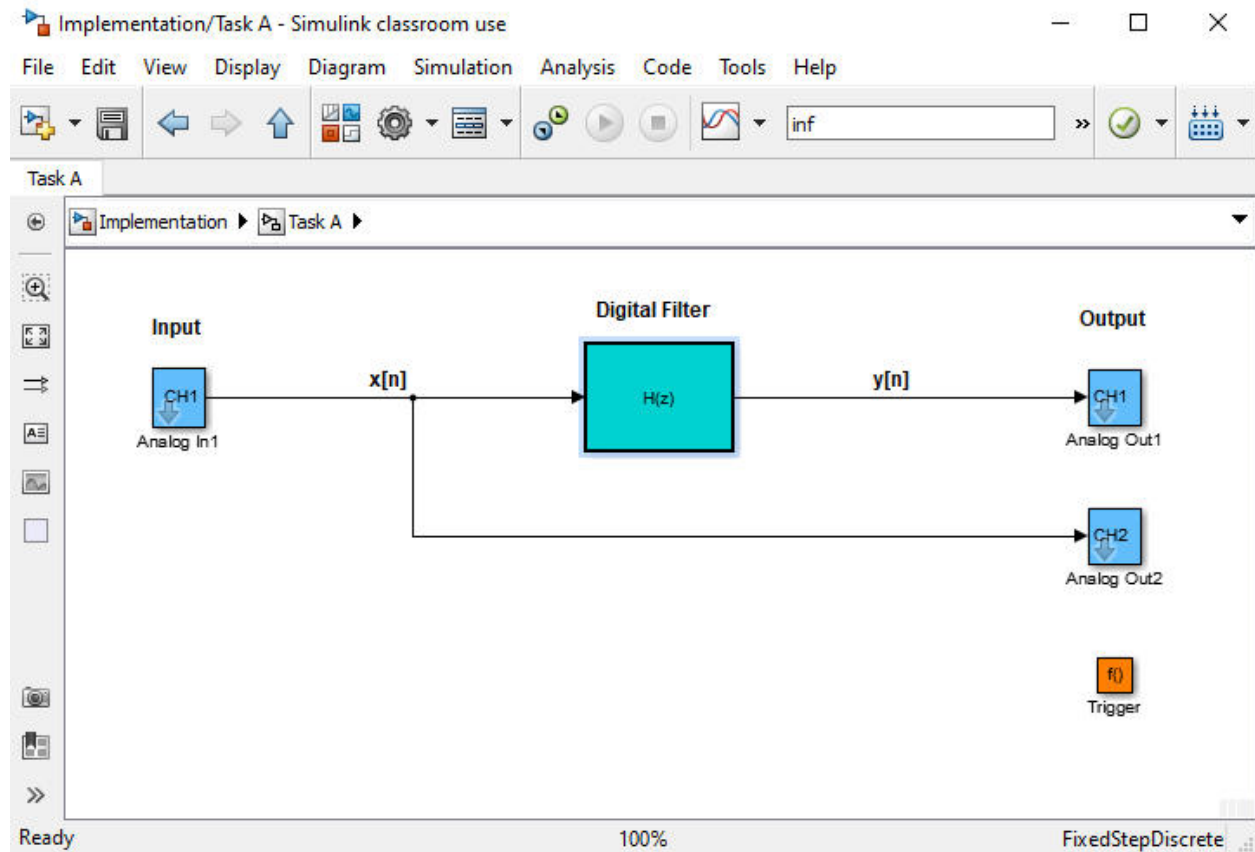 Implementation/Task A - Simulink classroom use
File Edit View Display Diagram Simulation Analysis Code Tools Help
inf
Task A
Implementation Task A
Input
Digital Filter
Output
CH1
x[n]
H(z)
y[n]
CH1
Analog In1
Analog Out1
CH2
Analog Out2
f()
Trigger
Ready 100% FixedStepDiscrete